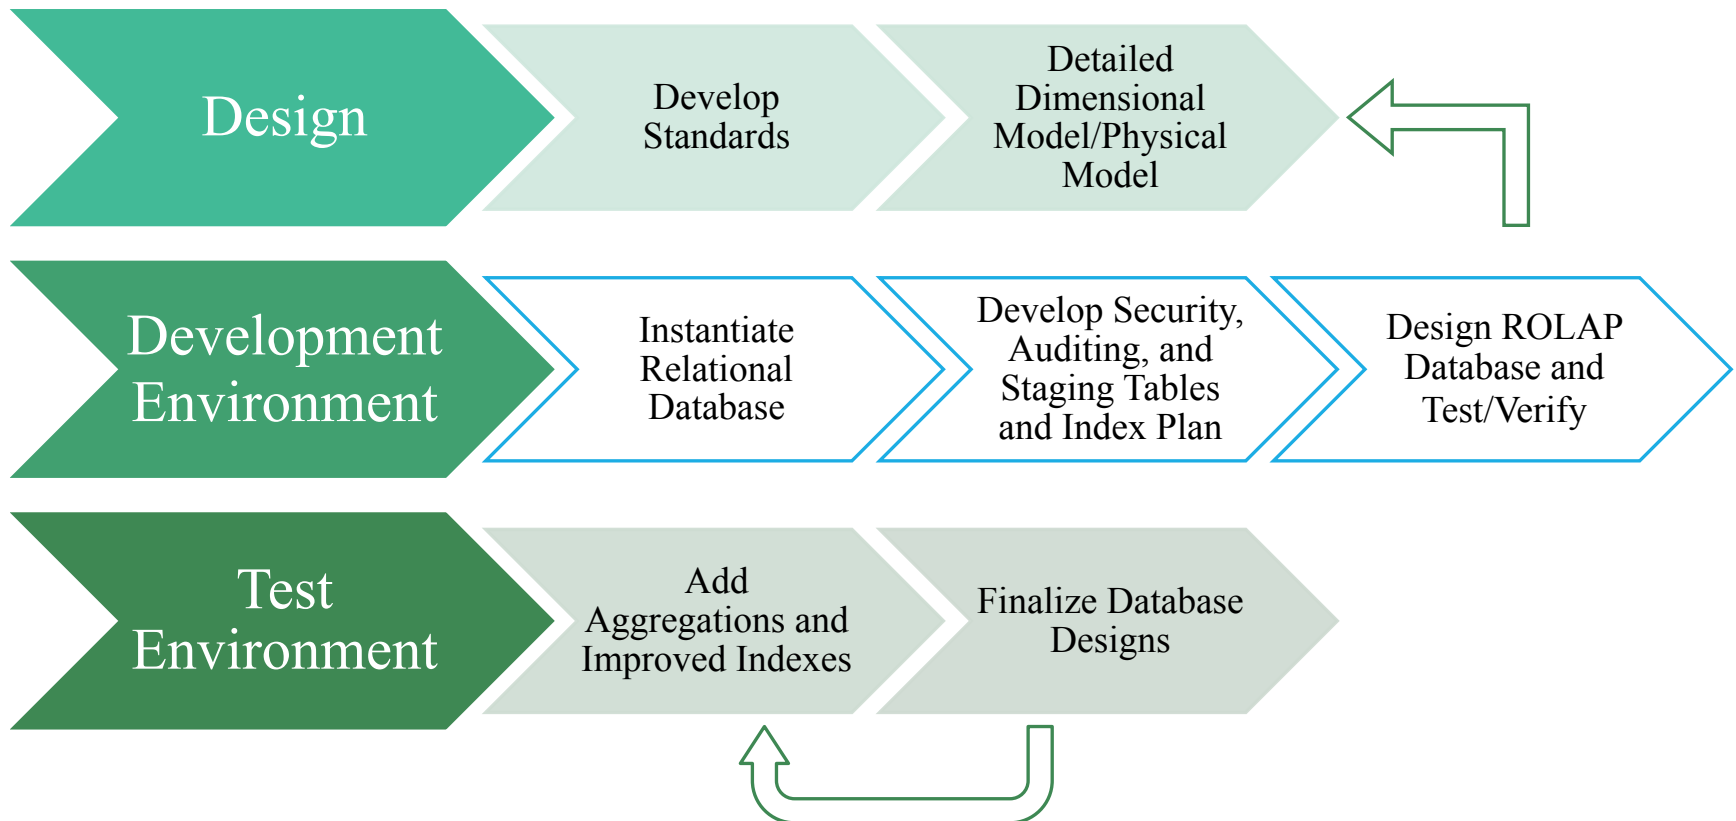 Design
Develop
Standards
Detailed
Dimensional
Model/Physical
Model
Development
Environment
Instantiate
Relational
Database
Develop Security,
Auditing, and
Staging Tables
and Index Plan
Design ROLAP
Database and
Test/Verify
Test
Environment
Add
Aggregations and
Improved Indexes
Finalize Database
Designs